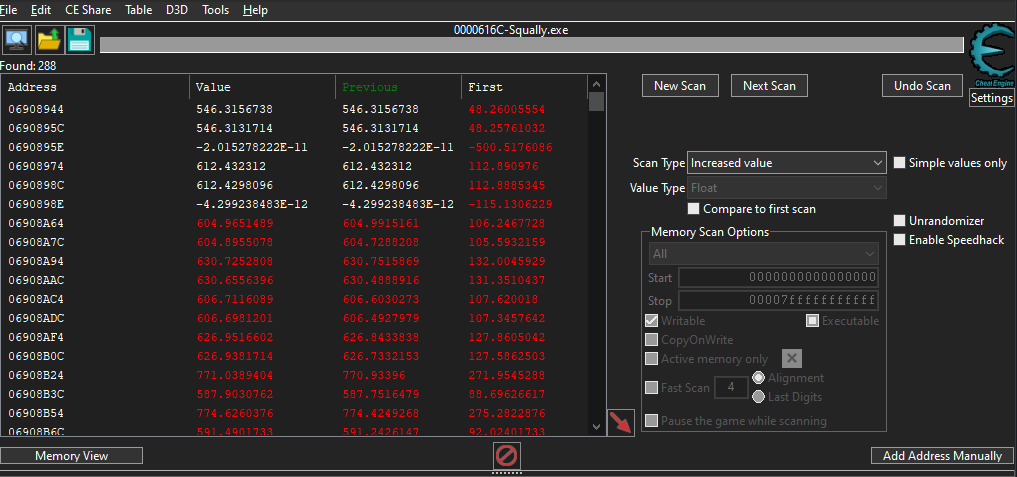 File Edit CE Share Table D3D Tools Help
0000616C-Squally.exe
Found: 288
Cheat Engine
Settings
Address Value Previous First
06908944 546.3156738 546.3156738 48.26005554
0690895C 546.3131714 546.3131714 48.25761032
0690895E -2.015278222E-11 -2.015278222E-11 -500.5176086
06908974 612.432312 612.432312 112.890976
0690898C 612.4298096 612.4298096 112.8885345
0690898E -4.299238483E-12 -4.299238483E-12 -115.1306229
06908A64 604.9651489 604.9915161 106.2467728
06908A7C 604.8955078 604.7288208 105.5932159
06908A94 630.7252808 630.7515869 132.0045929
06908AAC 630.6556396 630.4888916 131.3510437
06908AC4 606.7116089 606.6030273 107.620018
06908ADC 606.6981201 606.4927979 107.3457642
06908AF4 626.9516602 626.8433838 127.8605042
06908B0C 626.9381714 626.7332153 127.5862503
06908B24 771.0389404 770.93396 271.9545288
06908B3C 587.9030762 587.7516479 88.69626617
06908B54 774.6260376 774.4249268 275.2822876
06908B6C 591.4901733 591.2426147 92.02401733
New Scan Next Scan Undo Scan
Scan Type Increased value Simple values only
Value Type Float
Compare to first scan
Unrandomizer
Enable Speedhack
Memory Scan Options
All
Start 0000000000000000
Stop 00007fffffffffff
Writable Executable
CopyOnWrite
Active memory only
Fast Scan 4 Alignment
Last Digits
Pause the game while scanning
Memory View Add Address Manually